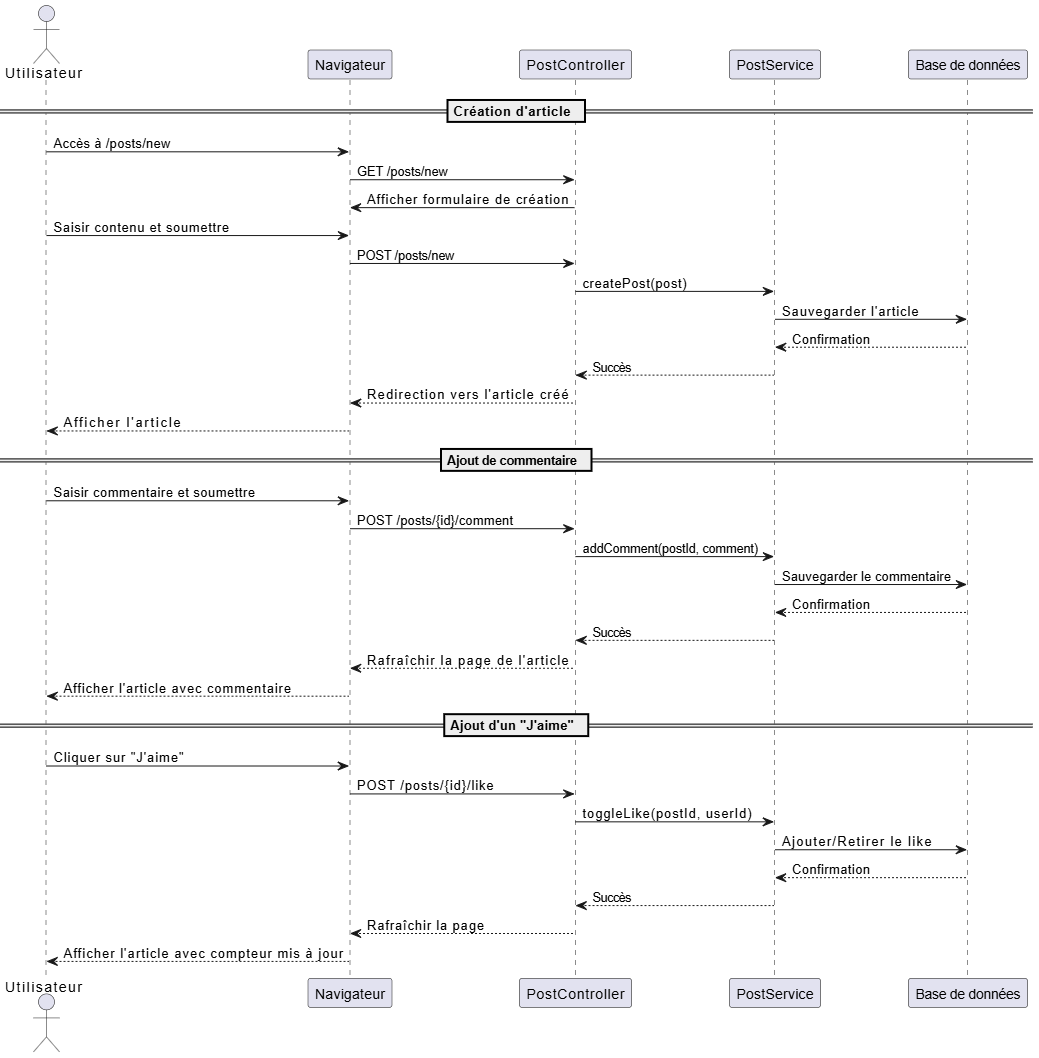 Utilisateur
Navigateur
PostController
PostService
Base de données
Création d'article
Accès à /posts/new
GET /posts/new
Afficher formulaire de création
Saisir contenu et soumettre
POST /posts/new
createPost(post)
Sauvegarder l'article
Confirmation
Succès
Redirection vers l'article créé
Afficher l'article
Ajout de commentaire
Saisir commentaire et soumettre
POST /posts/{id}/comment
addComment(postId, comment)
Sauvegarder le commentaire
Confirmation
Succès
Rafraîchir la page de l'article
Afficher l'article avec commentaire
Ajout d'un "J'aime"
Cliquer sur "J'aime"
POST /posts/{id}/like
toggleLike(postId, userId)
Ajouter/Retirer le like
Confirmation
Succès
Rafraîchir la page
Afficher l'article avec compteur mis à jour
Utilisateur
Navigateur
PostController
PostService
Base de données